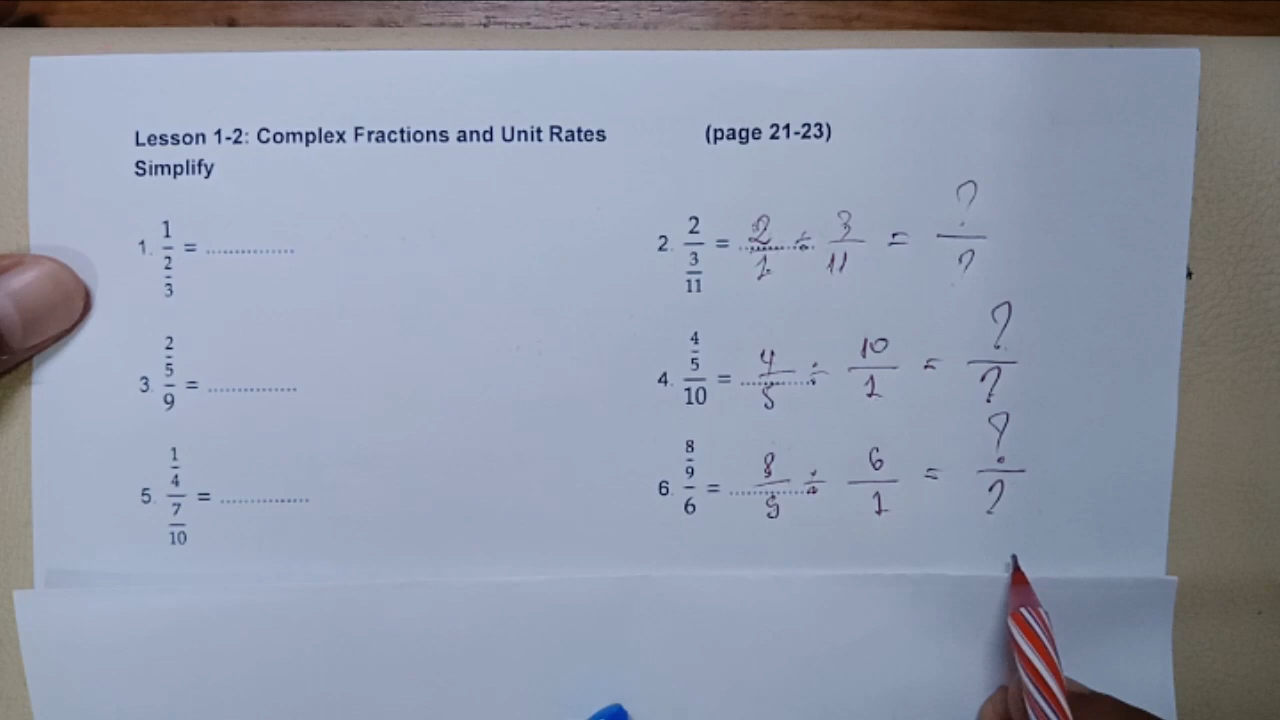 Lesson 1-2: Complex Fractions and Unit Rates (page 21-23)
Simplify
1. 1/(2/3) = ...............
2. 2/(3/11) = 2/1 ÷ 3/11 = ?/?
3. (2/5)/9 = ...............
4. (4/5)/10 = 4/5 ÷ 10/1 = ?/?
5. (1/4)/(7/10) = ...............
6. (8/9)/6 = 8/9 ÷ 6/1 = ?/?